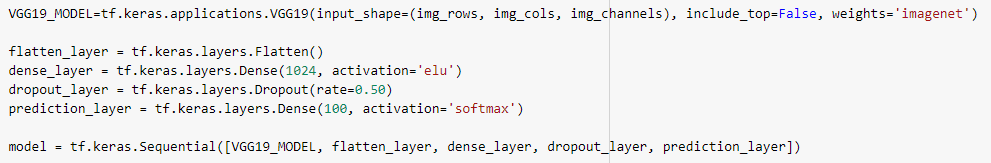 VGG19_MODEL=tf.keras.applications.VGG19(input_shape=(img_rows, img_cols, img_channels), include_top=False, weights='imagenet')
flatten_layer = tf.keras.layers.Flatten()
dense_layer = tf.keras.layers.Dense(1024, activation='elu')
dropout_layer = tf.keras.layers.Dropout(rate=0.50)
prediction_layer = tf.keras.layers.Dense(100, activation='softmax')
model = tf.keras.Sequential([VGG19_MODEL, flatten_layer, dense_layer, dropout_layer, prediction_layer])